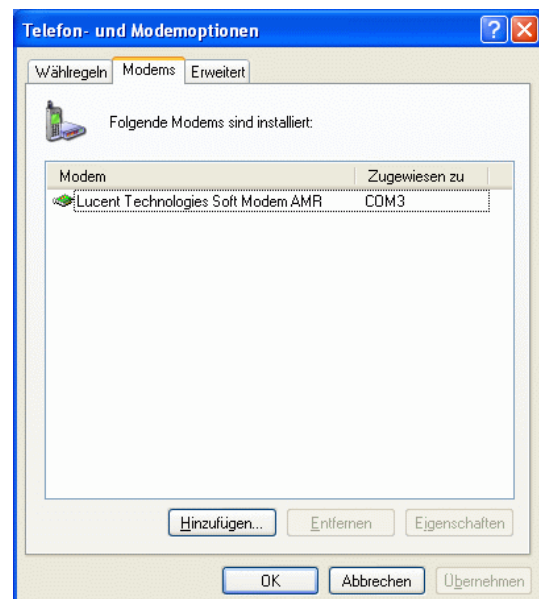 Telefon- und Modemoptionen
Wählregeln Modems Erweitert
Folgende Modems sind installiert:
Modem Zugewiesen zu
Lucent Technologies Soft Modem AMR COM3
Hinzufügen... Entfernen Eigenschaften
OK Abbrechen Übernehmen